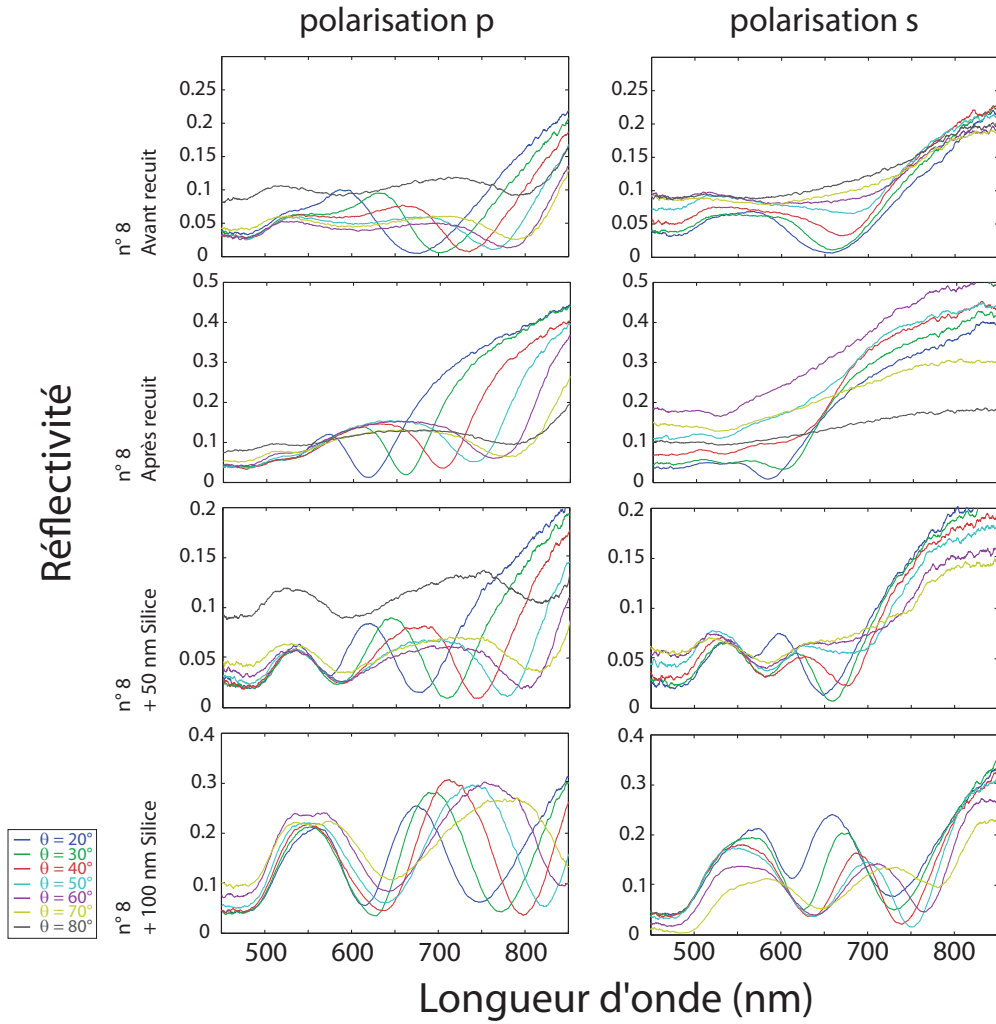 polarisation p
polarisation s
Réflectivité
n° 8
Avant recuit
0.25
0.2
0.15
0.1
0.05
0
0.25
0.2
0.15
0.1
0.05
0
n° 8
Après recuit
0.5
0.4
0.3
0.2
0.1
0
0.5
0.4
0.3
0.2
0.1
0
n° 8
+ 50 nm Silice
0.2
0.15
0.1
0.05
0
0.2
0.15
0.1
0.05
0
n° 8
+ 100 nm Silice
0.4
0.3
0.2
0.1
0
0.4
0.3
0.2
0.1
0
θ = 20°
θ = 30°
θ = 40°
θ = 50°
θ = 60°
θ = 70°
θ = 80°
500 600 700 800
500 600 700 800
Longueur d'onde (nm)